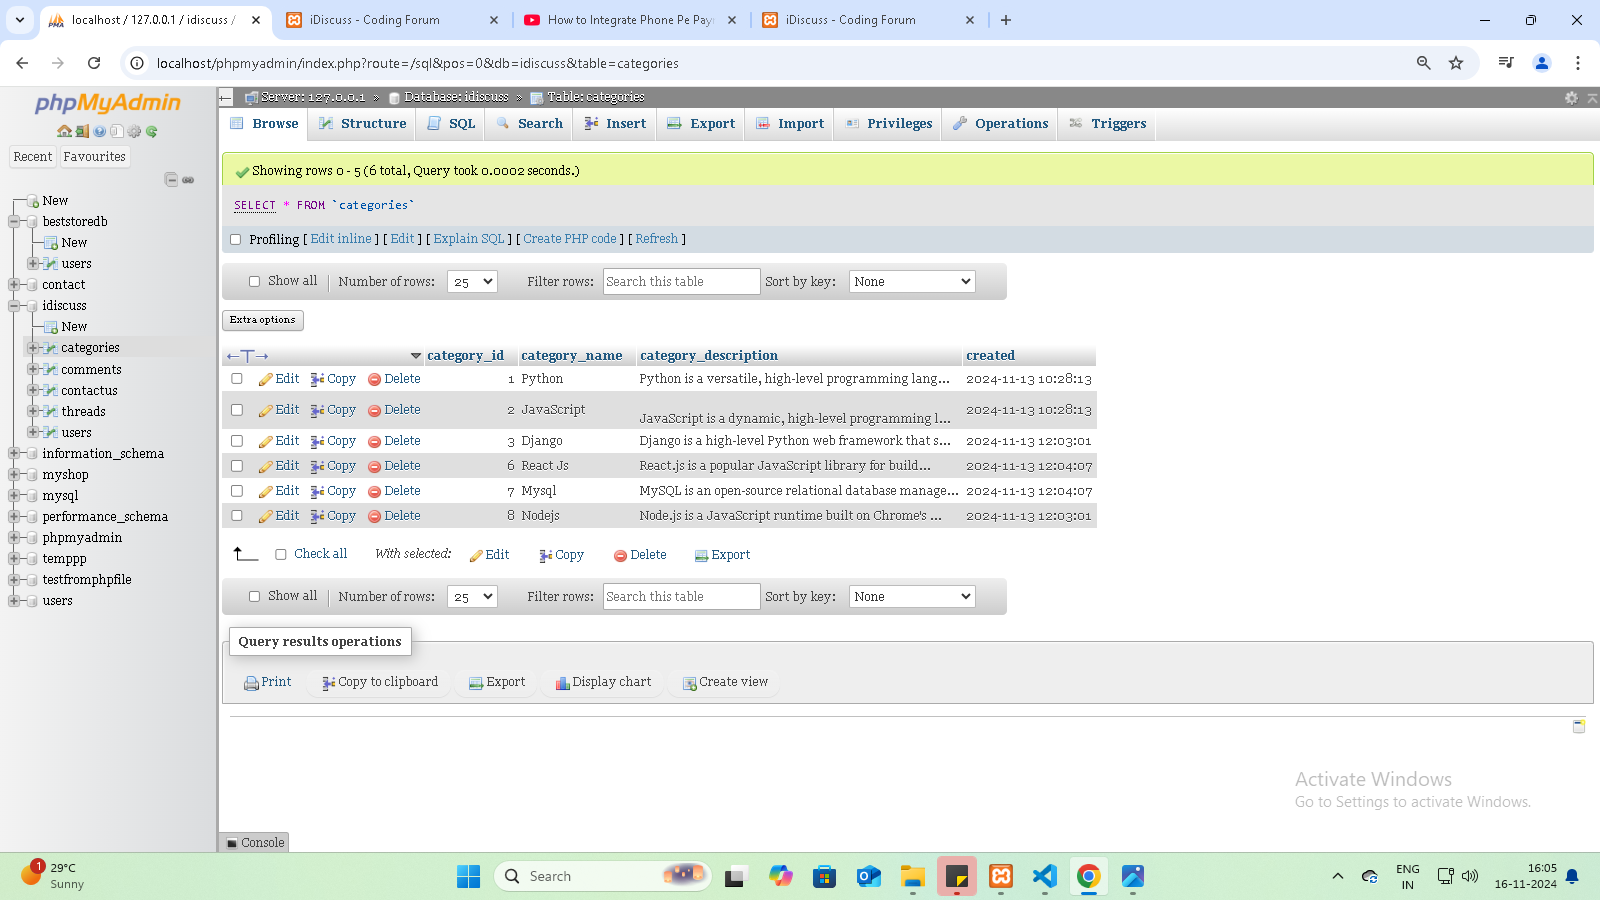 localhost / 127.0.0.1 / idiscuss /
iDiscuss - Coding Forum
How to Integrate Phone Pe Pay
iDiscuss - Coding Forum
localhost/phpmyadmin/index.php?route=/sql&pos=0&db=idiscuss&table=categories
phpMyAdmin
Recent Favourites
New
beststoredb
New
users
contact
idiscuss
New
categories
comments
contactus
threads
users
information_schema
myshop
mysql
performance_schema
phpmyadmin
temppp
testfromphpfile
users
Server: 127.0.0.1 » Database: idiscuss » Table: categories
Browse Structure SQL Search Insert Export Import Privileges Operations Triggers
Showing rows 0 - 5 (6 total, Query took 0.0002 seconds.)
SELECT * FROM `categories`
Profiling [ Edit inline ] [ Edit ] [ Explain SQL ] [ Create PHP code ] [ Refresh ]
Show all Number of rows: 25 Filter rows: Search this table Sort by key: None
Extra options
←T→ category_id category_name category_description created
Edit Copy Delete 1 Python Python is a versatile, high-level programming lang... 2024-11-13 10:28:13
Edit Copy Delete 2 JavaScript JavaScript is a dynamic, high-level programming l... 2024-11-13 10:28:13
Edit Copy Delete 3 Django Django is a high-level Python web framework that s... 2024-11-13 12:03:01
Edit Copy Delete 6 React Js React.js is a popular JavaScript library for build... 2024-11-13 12:04:07
Edit Copy Delete 7 Mysql MySQL is an open-source relational database manage... 2024-11-13 12:04:07
Edit Copy Delete 8 Nodejs Node.js is a JavaScript runtime built on Chrome's ... 2024-11-13 12:03:01
Check all With selected: Edit Copy Delete Export
Show all Number of rows: 25 Filter rows: Search this table Sort by key: None
Query results operations
Print Copy to clipboard Export Display chart Create view
Activate Windows
Go to Settings to activate Windows.
Console
1
29°C
Sunny
Search
ENG
IN
16:05
16-11-2024